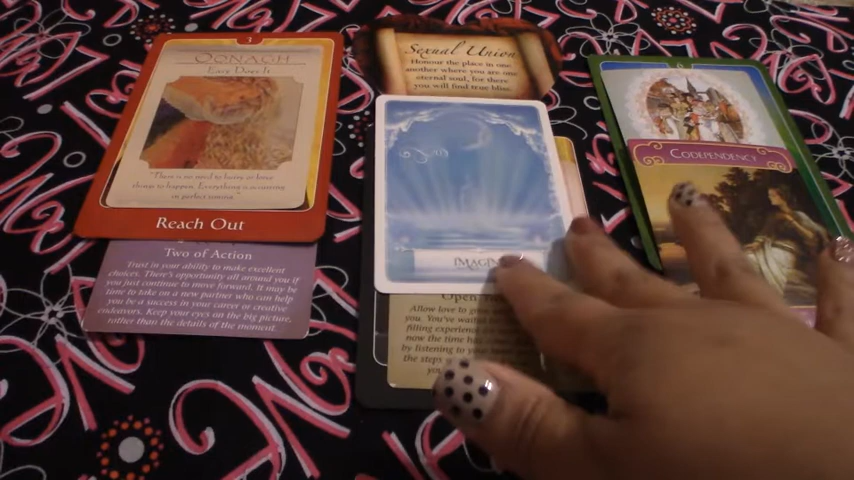 1
OONAGH
Easy Does It
"There is no need to hurry or force
things to happen. Everything is occurring
in perfect timing."
Reach Out
Two of Action
Trust in your ability to make excellent
choices. There's opportunity all around you if
you just continue to move forward. It may be
time to take on a new partner who can help
you be a success in your career or creative
endeavors. Keep your eyes on the big picture,
rather than the details of the moment.
Sexual Union
Honour the place in one
another where you are one
eternal soul, for there
you will find true bliss.
Open
Allow love to
You've
filling experience
now the time has
by listening to
the steps
CODEPENDENCY